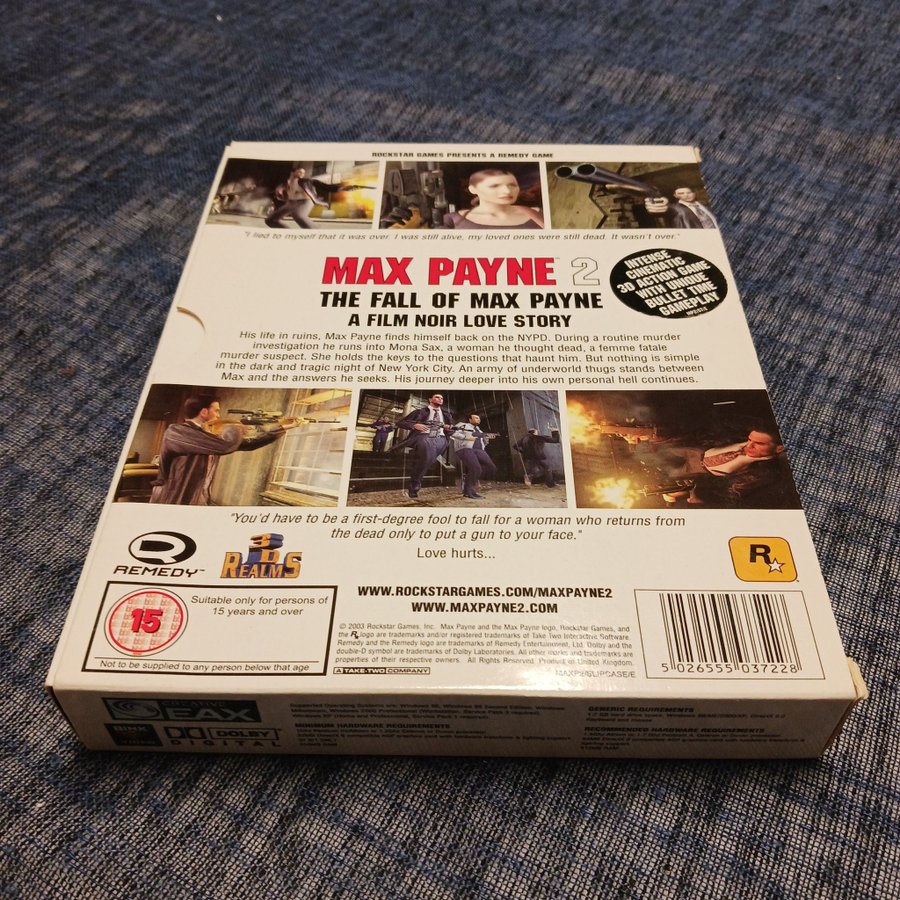 ROCKSTAR GAMES PRESENTS A REMEDY GAME
"I lied to myself that it was over. I was still alive, my loved ones were still dead. It wasn't over."
MAX PAYNE™ 2
THE FALL OF MAX PAYNE
A FILM NOIR LOVE STORY
INTENSE
CINEMATIC
3D ACTION GAME
WITH UNIQUE
BULLET TIME
GAMEPLAY
His life in ruins, Max Payne finds himself back on the NYPD. During a routine murder
investigation he runs into Mona Sax, a woman he thought dead, a femme fatale
murder suspect. She holds the keys to the questions that haunt him. But nothing is simple
in the dark and tragic night of New York City. An army of underworld thugs stands between
Max and the answers he seeks. His journey deeper into his own personal hell continues.
"You'd have to be a first-degree fool to fall for a woman who returns from
the dead only to put a gun to your face."
Love hurts...
REMEDY™
3D REALMS
R
15
Suitable only for persons of
15 years and over
Not to be supplied to any person below that age
WWW.ROCKSTARGAMES.COM/MAXPAYNE2
WWW.MAXPAYNE2.COM
© 2003 Rockstar Games, Inc. Max Payne and the Max Payne logo, Rockstar Games, and
the R logo are trademarks and/or registered trademarks of Take Two Interactive Software.
Remedy and the Remedy logo are trademarks of Remedy Entertainment, Ltd. Dolby and the
double-D symbol are trademarks of Dolby Laboratories. All other marks and trademarks are
properties of their respective owners. All Rights Reserved. Product of United Kingdom.
A TAKE-TWO COMPANY
MAXP2/SLIPCASE/E
5 026555 037228
CREATIVE
EAX
DOLBY
DIGITAL
MINIMUM HARDWARE REQUIREMENTS
GENERIC REQUIREMENTS
RECOMMENDED HARDWARE REQUIREMENTS